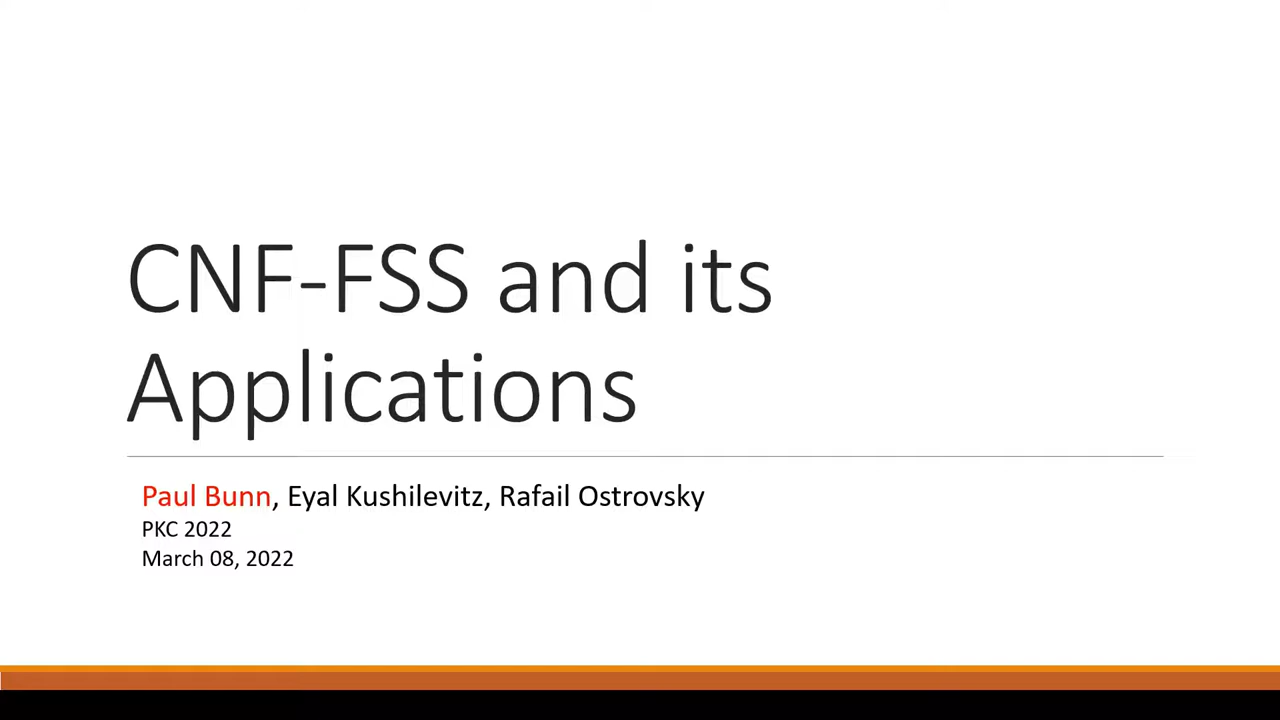 CNF-FSS and its
Applications
Paul Bunn, Eyal Kushilevitz, Rafail Ostrovsky
PKC 2022
March 08, 2022